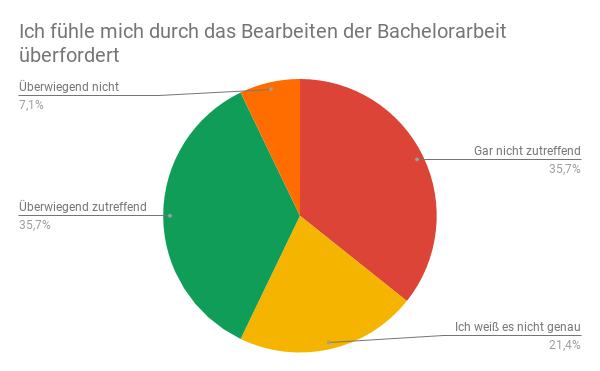 Ich fühle mich durch das Bearbeiten der Bachelorarbeit
überfordert
Überwiegend nicht
7,1%
Gar nicht zutreffend
35,7%
Überwiegend zutreffend
35,7%
Ich weiß es nicht genau
21,4%